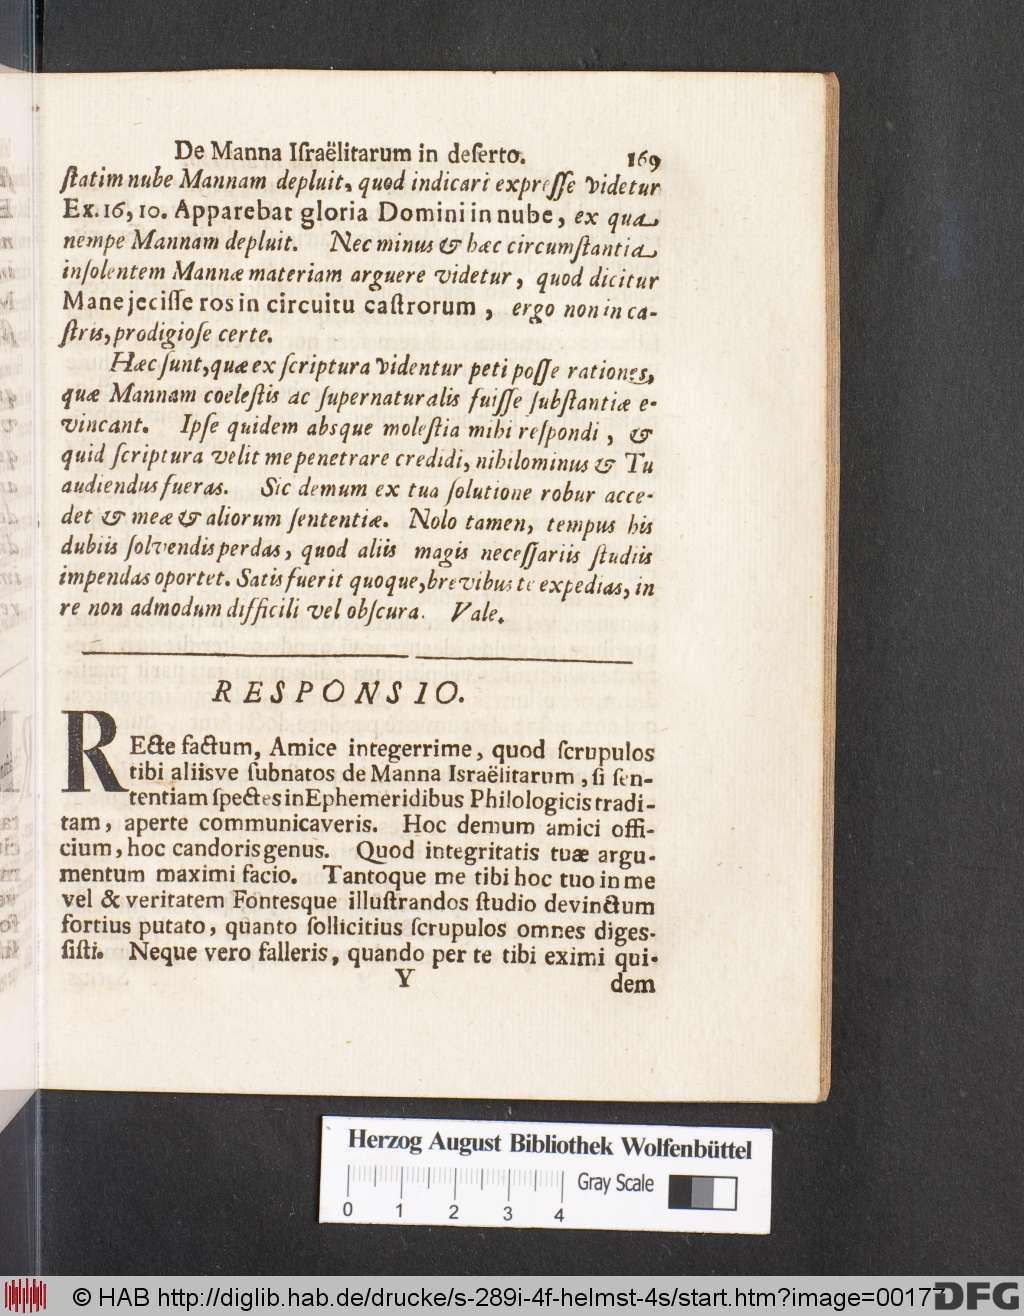 De Manna Iſraëlitarum in deſerto. 169
ſtatim nube Mannam depluit, quod indicari expreſſe videtur
Ex. 16, 10. Apparebat gloria Domini in nube, ex qua
nempe Mannam depluit. Nec minus & hæc circumſtantia
inſolentem Mannæ materiam arguere videtur, quod dicitur
Mane jeciſſe ros in circuitu caſtrorum, ergo non in ca-
ſtris, prodigioſe certe.
Hæc ſunt, quæ ex ſcriptura videntur peti poſſe rationes,
quæ Mannam coeleſtis ac ſupernaturalis fuiſſe ſubſtantiæ e-
vincant. Ipſe quidem absque moleſtia mihi reſpondi, &
quid ſcriptura velit me penetrare credidi, nihilominus & Tu
audiendus fueras. Sic demum ex tua ſolutione robur acce-
det & meæ & aliorum ſententiæ. Nolo tamen, tempus his
dubiis ſolvendis perdas, quod aliis magis neceſſariis ſtudiis
impendas oportet. Satis fuerit quoque, brevibus te expedias, in
re non admodum difficili vel obſcura. Vale.
RESPONSIO.
REcte factum, Amice integerrime, quod ſcrupulos
tibi aliisve ſubnatos de Manna Israëlitarum, ſi ſen-
tentiam ſpectes in Ephemeridibus Philologicis tradi-
tam, aperte communicaveris. Hoc demum amici offi-
cium, hoc candoris genus. Quod integritatis tuæ argu-
mentum maximi facio. Tantoque me tibi hoc tuo in me
vel & veritatem Fontesque illuſtrandos ſtudio devinctum
fortius putato, quanto ſollicitius ſcrupulos omnes digeſ-
ſiſti. Neque vero falleris, quando per te tibi eximi qui-
Y dem
Herzog August Bibliothek Wolfenbüttel
Gray Scale
0 1 2 3 4
© HAB http://diglib.hab.de/drucke/s-289i-4f-helmst-4s/start.htm?image=00177
DFG